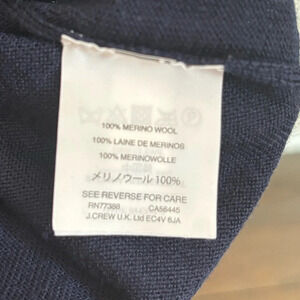 100% MERINO WOOL
100% LAINE DE MERINOS
100% MERINOWOLLE
メリノウール 100%
SEE REVERSE FOR CARE
RN77388 CA56445
J.CREW U.K. Ltd EC4V 6JA